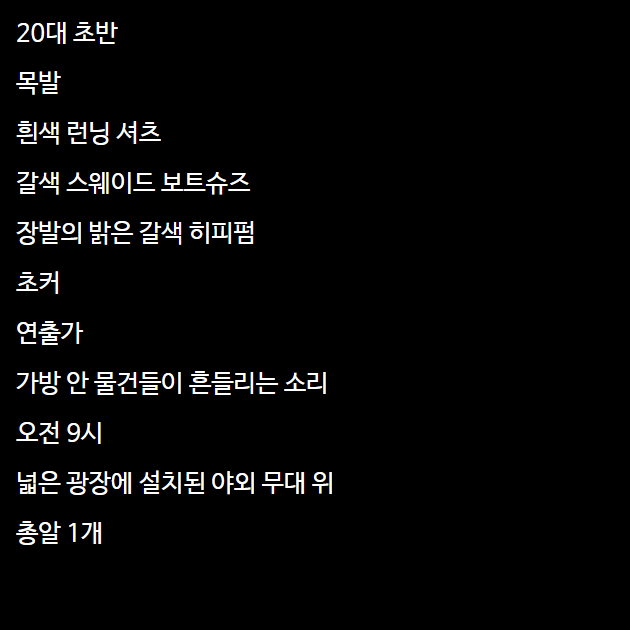 20대 초반
목발
흰색 런닝 셔츠
갈색 스웨이드 보트슈즈
장발의 밝은 갈색 히피펌
초커
연출가
가방 안 물건들이 흔들리는 소리
오전 9시
넓은 광장에 설치된 야외 무대 위
총알 1개